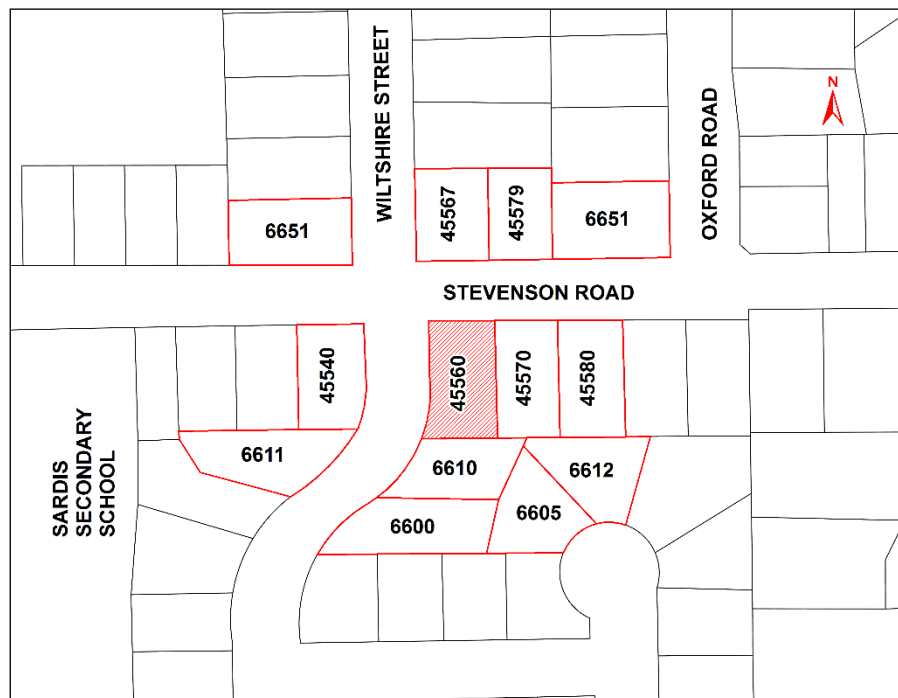 N
WILTSHIRE STREET
OXFORD ROAD
6651
45567
45579
6651
STEVENSON ROAD
45540
45560
45570
45580
6611
6610
6612
SARDIS
SECONDARY
SCHOOL
6600
6605